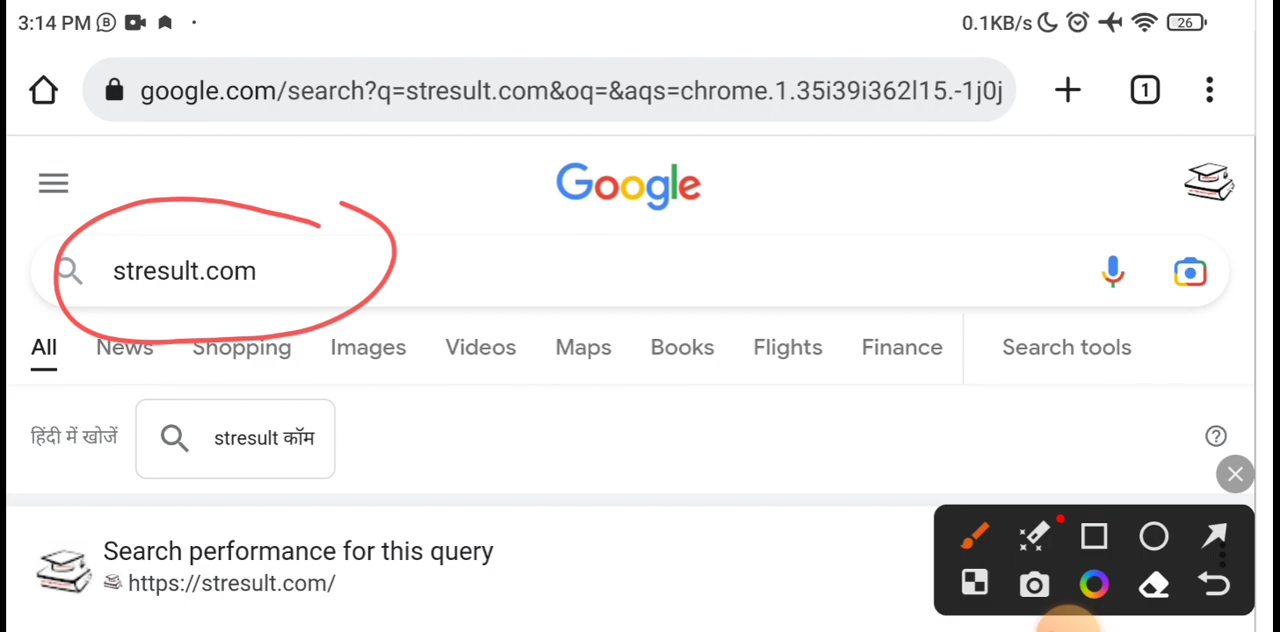 3:14 PM
0.1KB/s
26
google.com/search?q=stresult.com&oq=&aqs=chrome.1.35i39i362l15.-1j0j
1
Google
stresult.com
All News Shopping Images Videos Maps Books Flights Finance Search tools
हिंदी में खोजें stresult कॉम
Search performance for this query
https://stresult.com/